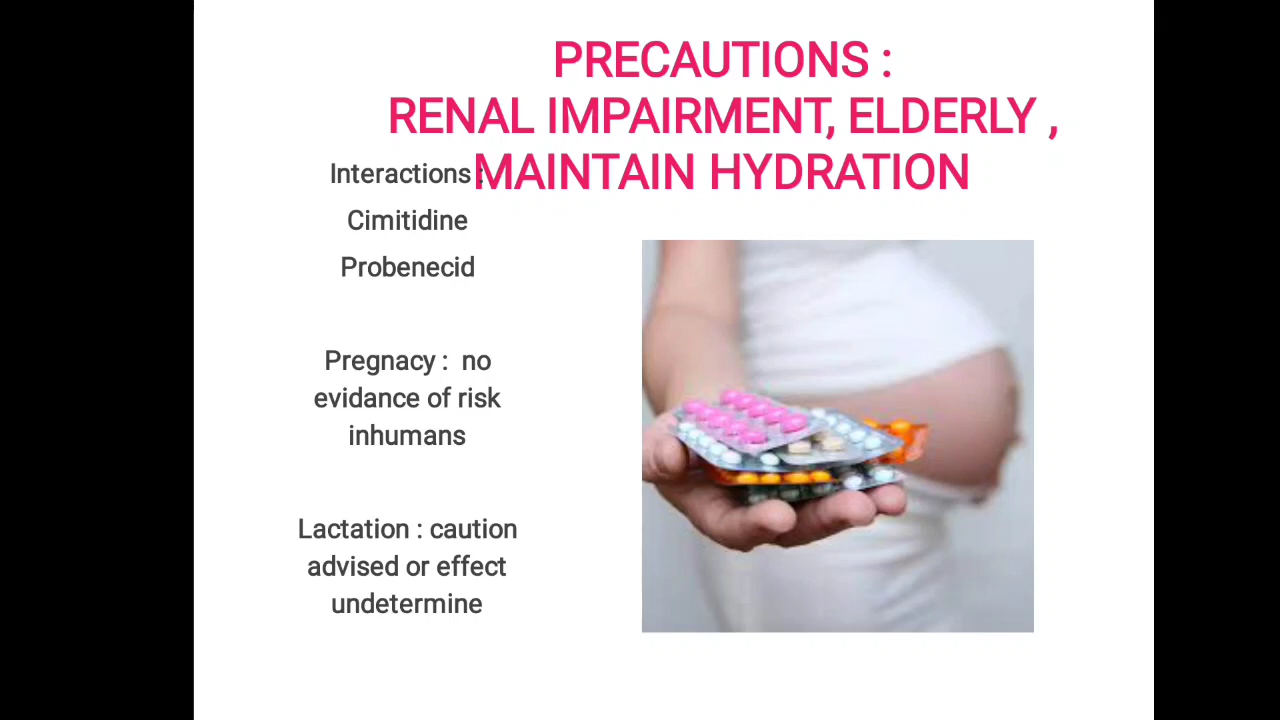 PRECAUTIONS :
RENAL IMPAIRMENT, ELDERLY ,
MAINTAIN HYDRATION
Interactions :
Cimitidine
Probenecid
Pregnacy : no
evidance of risk
inhumans
Lactation : caution
advised or effect
undetermine